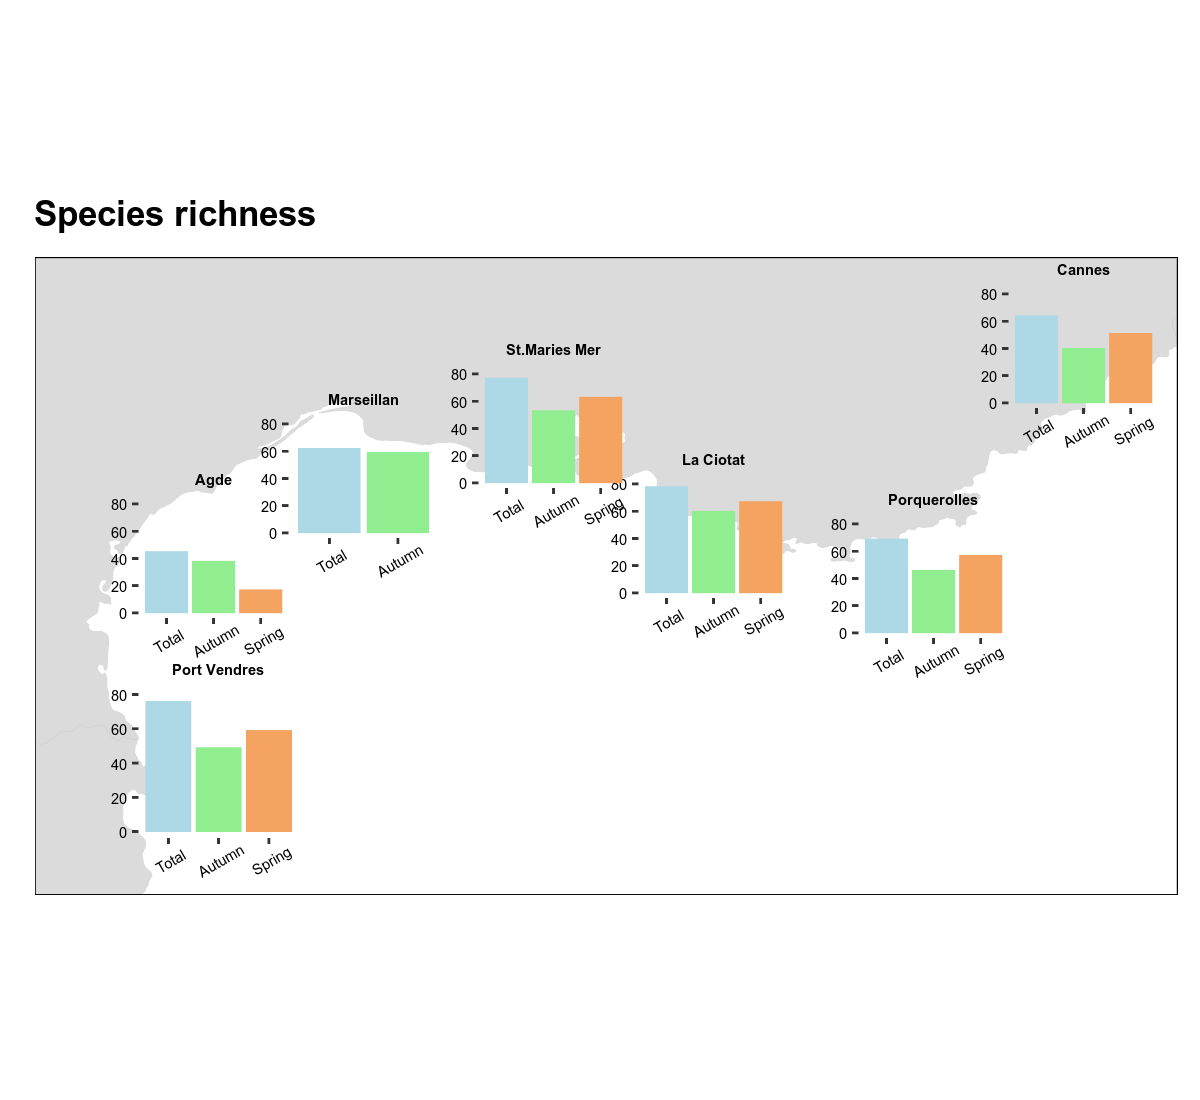 Species richness
Cannes
80
60
40
20
0
Total
Autumn
Spring
St.Maries Mer
80
60
40
20
0
Total
Autumn
Spring
Marseillan
80
60
40
20
0
Total
Autumn
La Ciotat
80
60
40
20
0
Total
Autumn
Spring
Agde
80
60
40
20
0
Total
Autumn
Spring
Porquerolles
80
60
40
20
0
Total
Autumn
Spring
Port Vendres
80
60
40
20
0
Total
Autumn
Spring